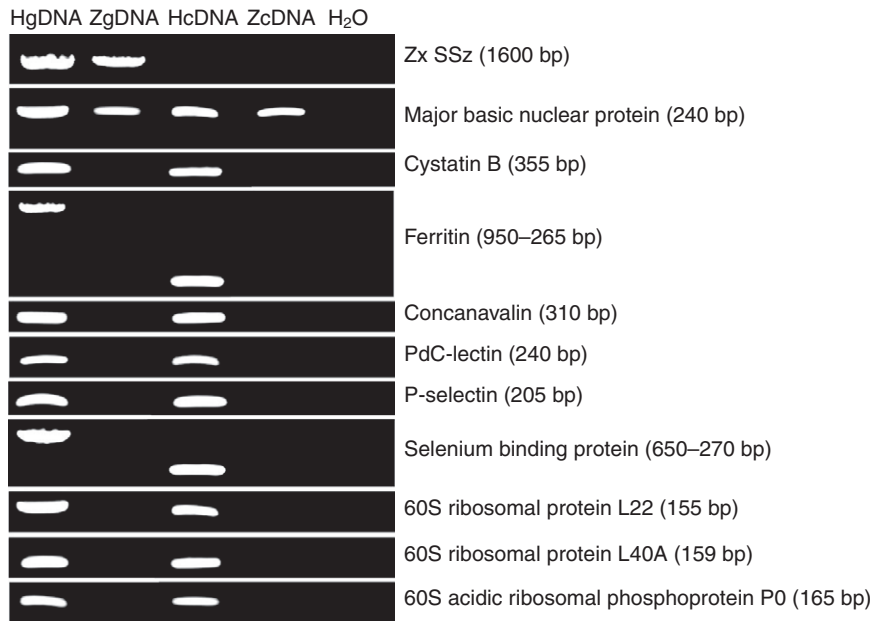 HgDNA ZgDNA HcDNA ZcDNA H₂O
Zx SSz (1600 bp)
Major basic nuclear protein (240 bp)
Cystatin B (355 bp)
Ferritin (950–265 bp)
Concanavalin (310 bp)
PdC-lectin (240 bp)
P-selectin (205 bp)
Selenium binding protein (650–270 bp)
60S ribosomal protein L22 (155 bp)
60S ribosomal protein L40A (159 bp)
60S acidic ribosomal phosphoprotein P0 (165 bp)